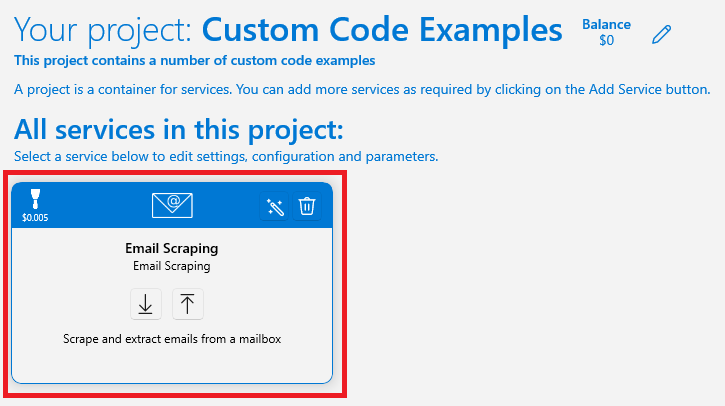 Your project: Custom Code Examples
Balance
$0
This project contains a number of custom code examples
A project is a container for services. You can add more services as required by clicking on the Add Service button.
All services in this project:
Select a service below to edit settings, configuration and parameters.
$0.005
@
Email Scraping
Email Scraping
Scrape and extract emails from a mailbox